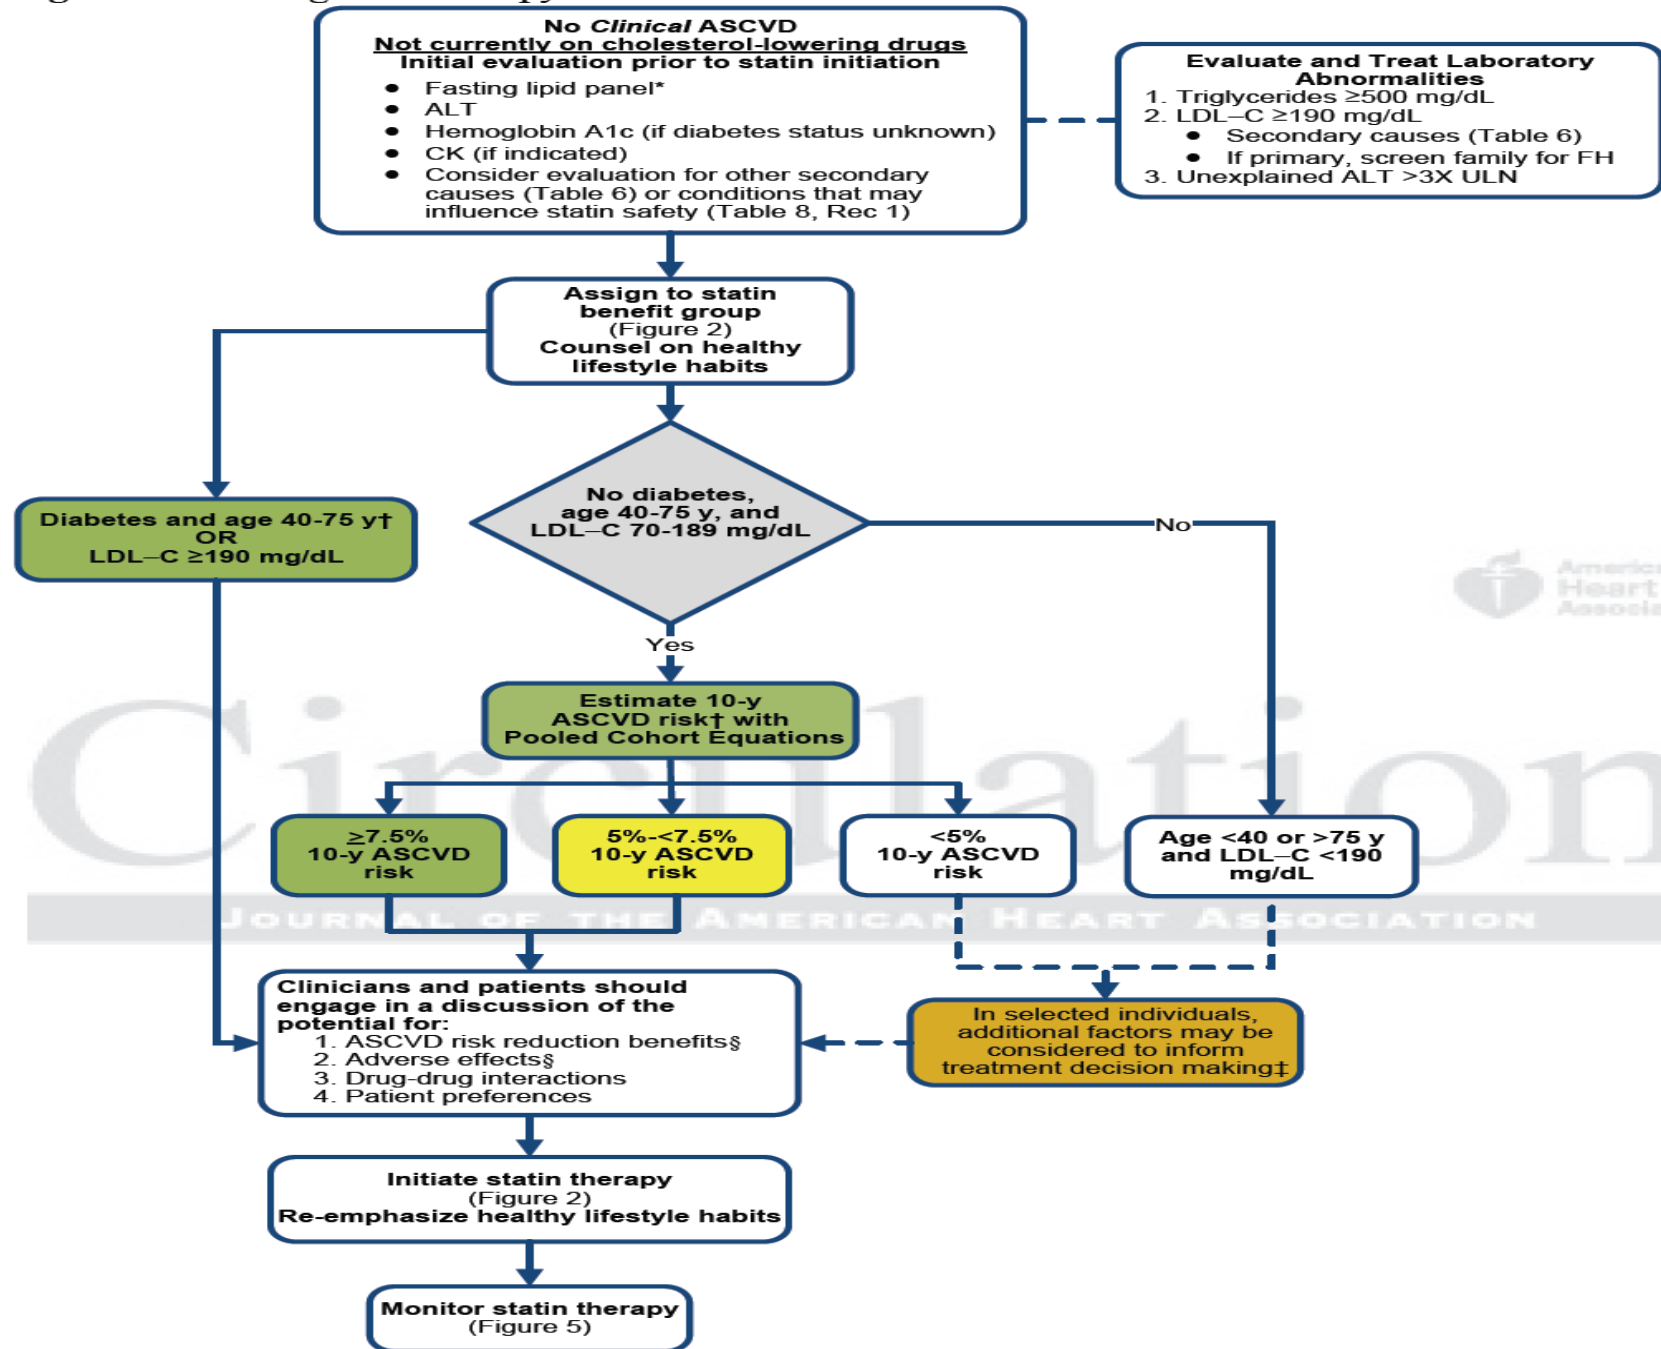 No Clinical ASCVD
Not currently on cholesterol-lowering drugs
Initial evaluation prior to statin initiation
● Fasting lipid panel*
● ALT
● Hemoglobin A1c (if diabetes status unknown)
● CK (if indicated)
● Consider evaluation for other secondary
causes (Table 6) or conditions that may
influence statin safety (Table 8, Rec 1)
Evaluate and Treat Laboratory
Abnormalities
1. Triglycerides ≥500 mg/dL
2. LDL–C ≥190 mg/dL
● Secondary causes (Table 6)
● If primary, screen family for FH
3. Unexplained ALT >3X ULN
Assign to statin
benefit group
(Figure 2)
Counsel on healthy
lifestyle habits
Diabetes and age 40-75 y†
OR
LDL–C ≥190 mg/dL
No diabetes,
age 40-75 y, and
LDL–C 70-189 mg/dL
No
Yes
American
Heart
Estimate 10-y
ASCVD risk† with
Pooled Cohort Equations
Circulation
≥7.5%
10-y ASCVD
risk
5%-<7.5%
10-y ASCVD
risk
<5%
10-y ASCVD
risk
Age <40 or >75 y
and LDL–C <190
mg/dL
JOURNAL OF THE AMERICAN HEART ASSOCIATION
Clinicians and patients should
engage in a discussion of the
potential for:
1. ASCVD risk reduction benefits§
2. Adverse effects§
3. Drug-drug interactions
4. Patient preferences
In selected individuals,
additional factors may be
considered to inform
treatment decision making‡
Initiate statin therapy
(Figure 2)
Re-emphasize healthy lifestyle habits
Monitor statin therapy
(Figure 5)